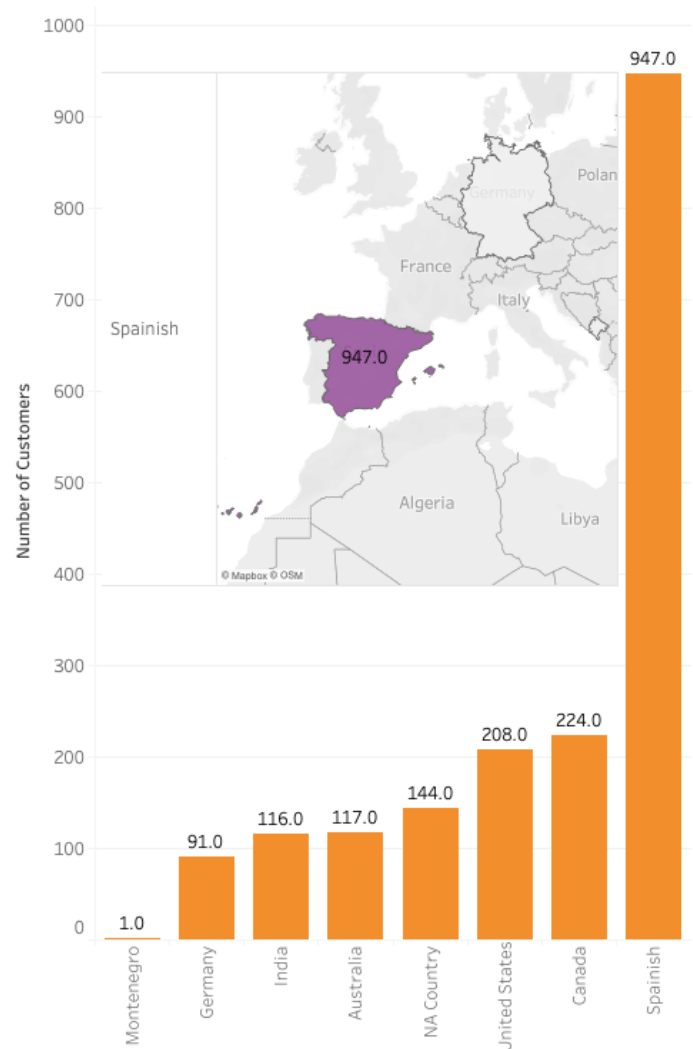 1000
947.0
900
800
700
600
500
400
300
200
100
0
Number of Customers
Spainish
Germany
Polan
France
Italy
947.0
Algeria
Libya
© Mapbox © OSM
1.0
91.0
116.0
117.0
144.0
208.0
224.0
Montenegro
Germany
India
Australia
NA Country
United States
Canada
Spainish